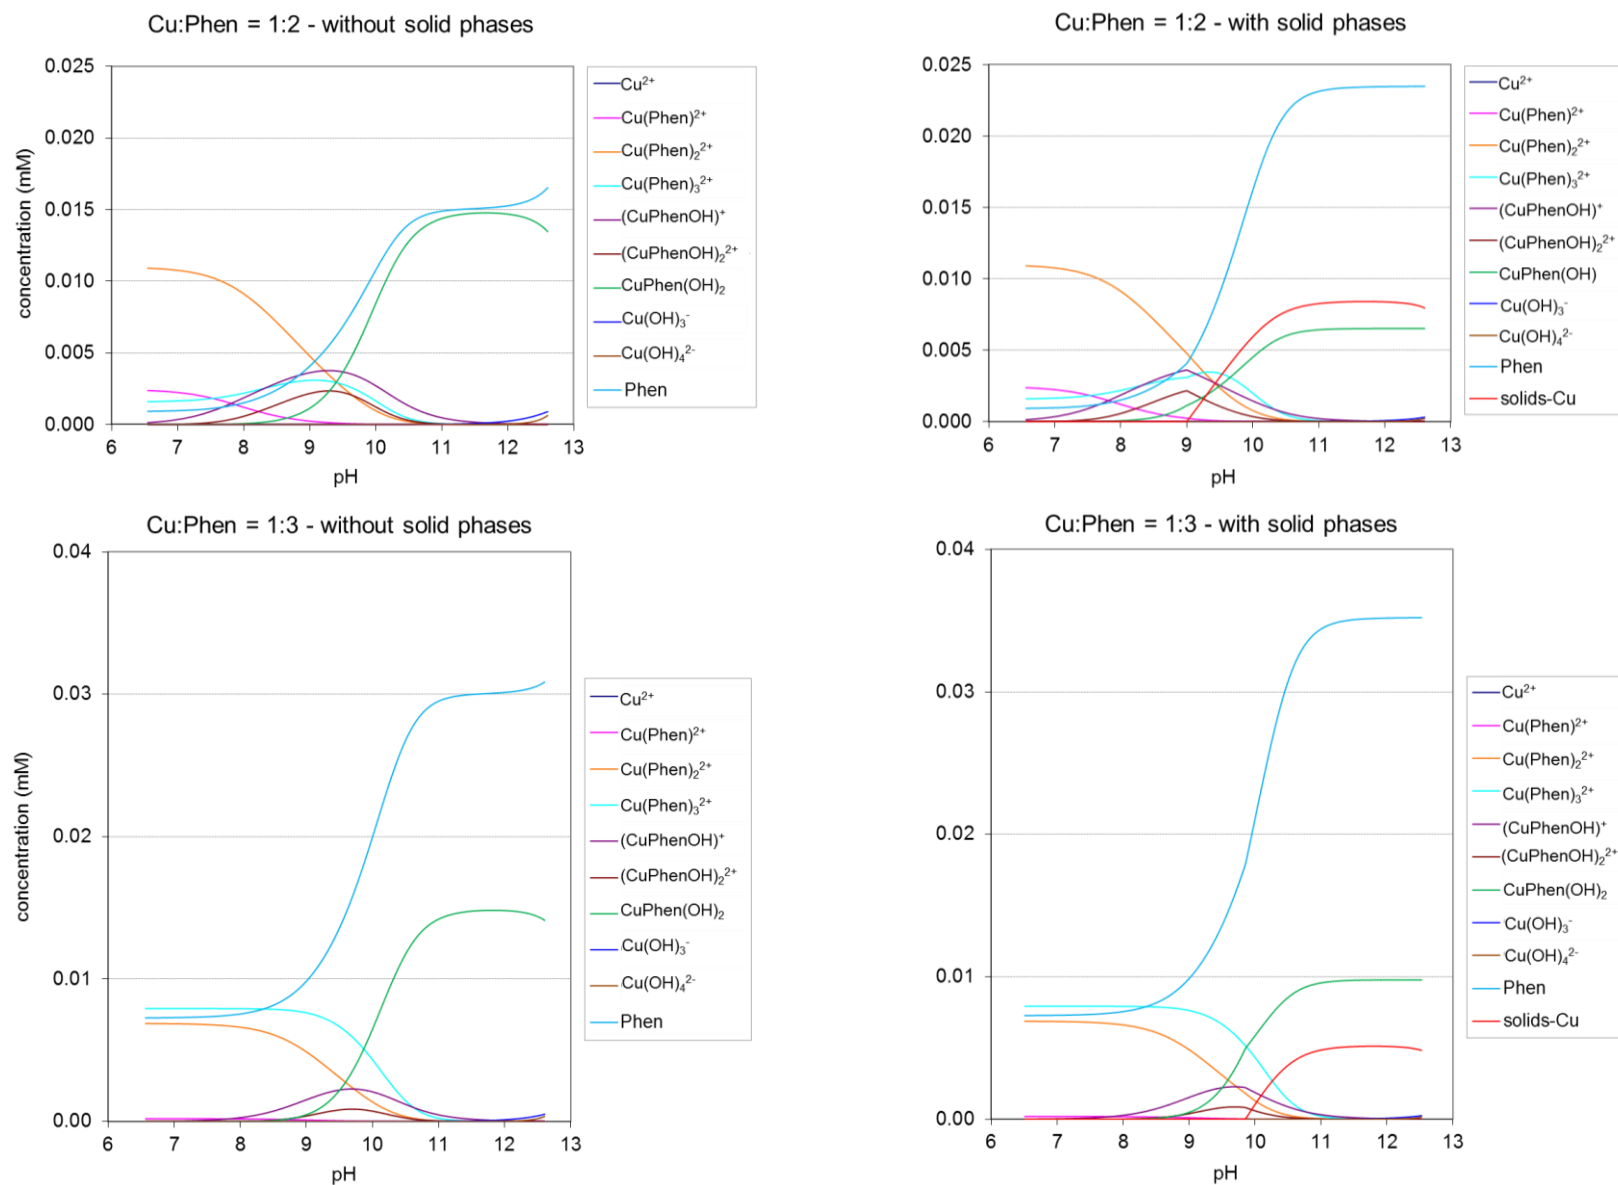 Cu:Phen = 1:2 - without solid phases
concentration (mM)
0.025
0.020
0.015
0.010
0.005
0.000
6 7 8 9 10 11 12 13
pH
Cu²⁺
Cu(Phen)²⁺
Cu(Phen)₂²⁺
Cu(Phen)₃²⁺
(CuPhenOH)⁺
(CuPhenOH)₂²⁺
CuPhen(OH)₂
Cu(OH)₃⁻
Cu(OH)₄²⁻
Phen
Cu:Phen = 1:2 - with solid phases
0.025
0.020
0.015
0.010
0.005
0.000
6 7 8 9 10 11 12 13
pH
Cu²⁺
Cu(Phen)²⁺
Cu(Phen)₂²⁺
Cu(Phen)₃²⁺
(CuPhenOH)⁺
(CuPhenOH)₂²⁺
CuPhen(OH)
Cu(OH)₃⁻
Cu(OH)₄²⁻
Phen
solids-Cu
Cu:Phen = 1:3 - without solid phases
concentration (mM)
0.04
0.03
0.02
0.01
0.00
6 7 8 9 10 11 12 13
pH
Cu²⁺
Cu(Phen)²⁺
Cu(Phen)₂²⁺
Cu(Phen)₃²⁺
(CuPhenOH)⁺
(CuPhenOH)₂²⁺
CuPhen(OH)₂
Cu(OH)₃⁻
Cu(OH)₄²⁻
Phen
Cu:Phen = 1:3 - with solid phases
0.04
0.03
0.02
0.01
0.00
6 7 8 9 10 11 12 13
pH
Cu²⁺
Cu(Phen)²⁺
Cu(Phen)₂²⁺
Cu(Phen)₃²⁺
(CuPhenOH)⁺
(CuPhenOH)₂²⁺
CuPhen(OH)₂
Cu(OH)₃⁻
Cu(OH)₄²⁻
Phen
solids-Cu